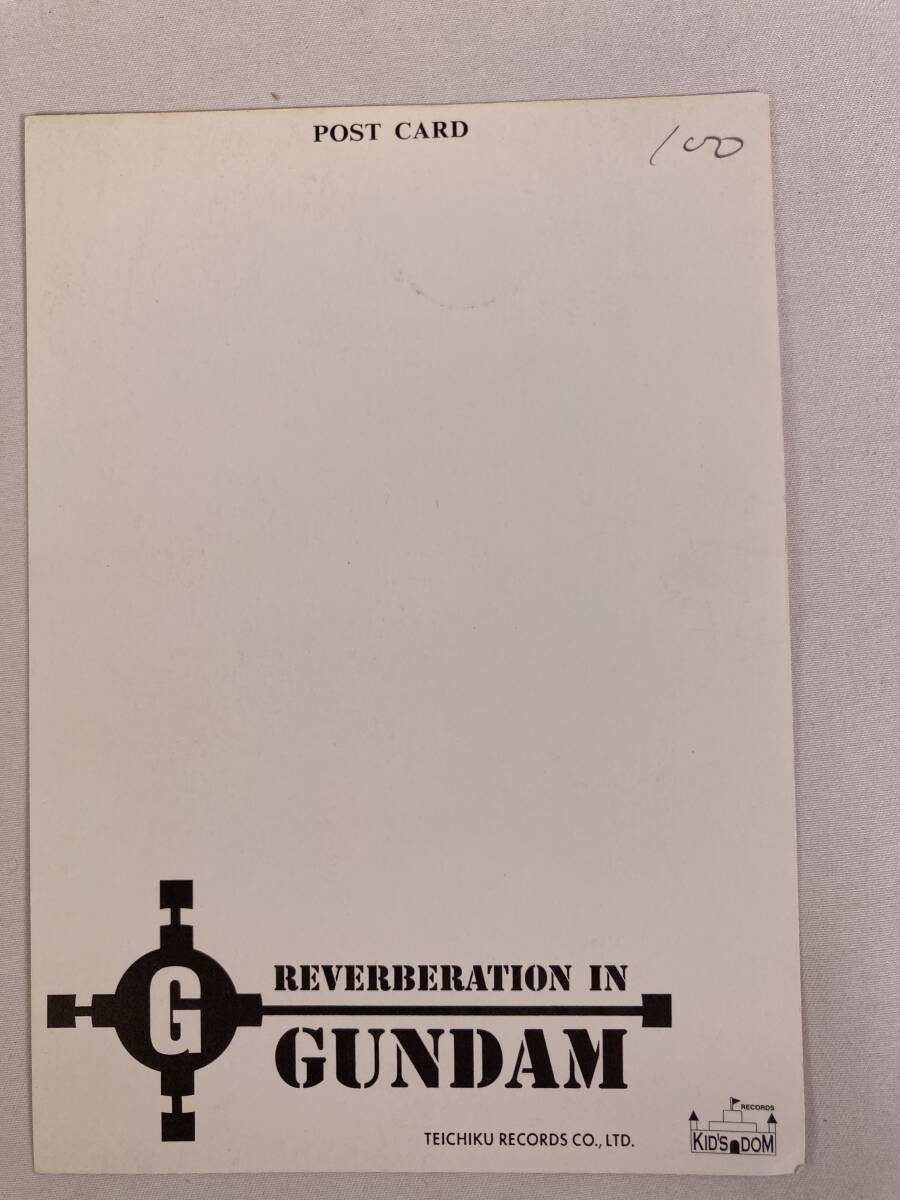 POST CARD
100
G
REVERBERATION IN
GUNDAM
TEICHIKU RECORDS CO., LTD.
RECORDS
KID'S DOM